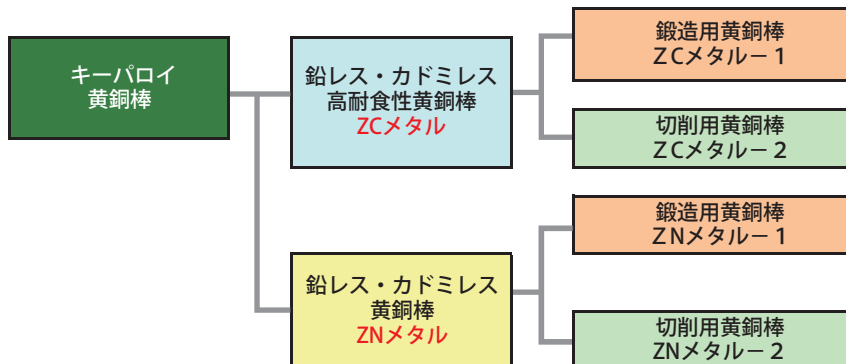 キーパロイ
黄銅棒
鉛レス・カドミレス
高耐食性黄銅棒
ZCメタル
鍛造用黄銅棒
ZCメタルー1
切削用黄銅棒
ZCメタルー2
鉛レス・カドミレス
黄銅棒
ZNメタル
鍛造用黄銅棒
ZNメタルー1
切削用黄銅棒
ZNメタルー2